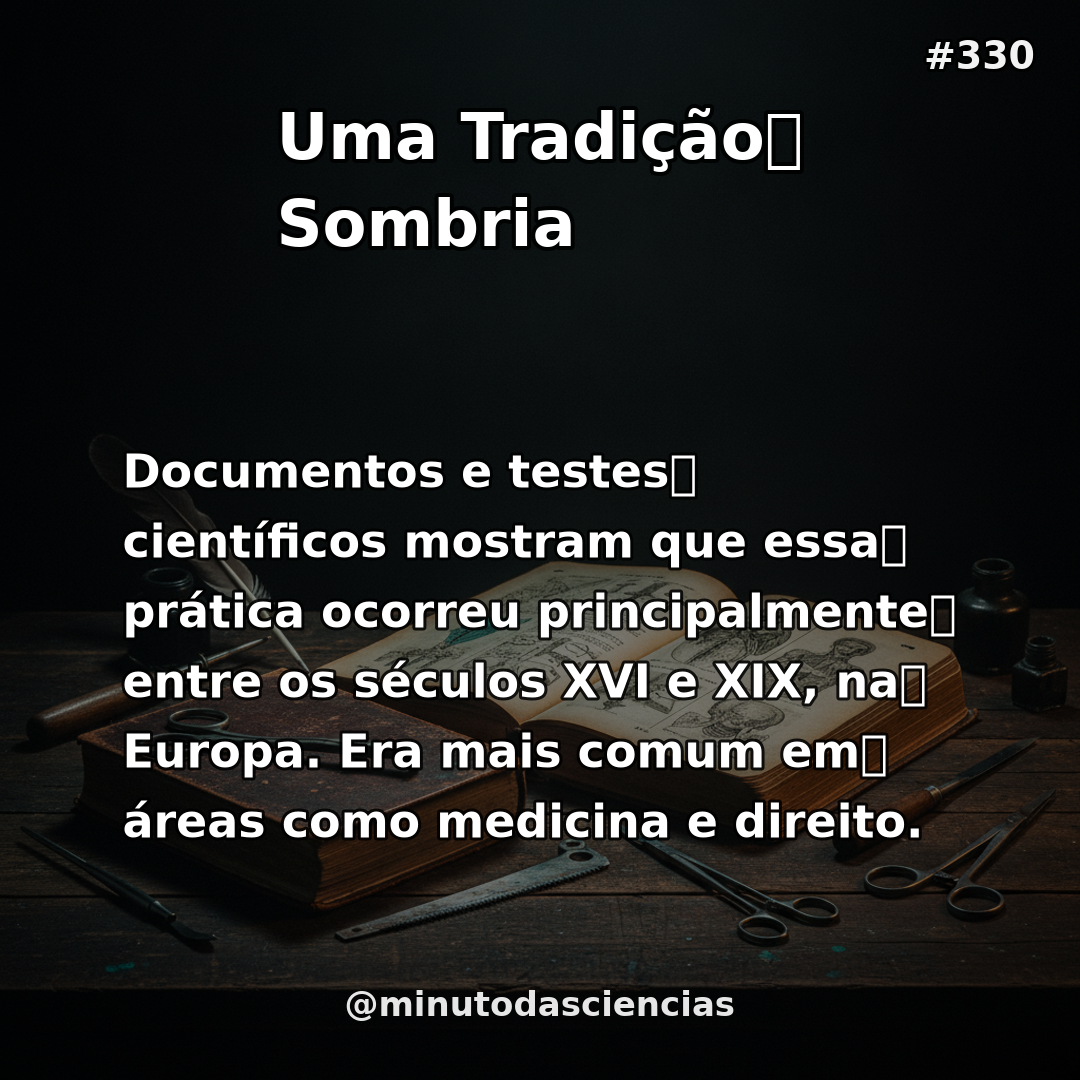 #330
Uma Tradição
Sombria
Documentos e testes
científicos mostram que essa
prática ocorreu principalmente
entre os séculos XVI e XIX, na
Europa. Era mais comum em
áreas como medicina e direito.
@minutodasciencias